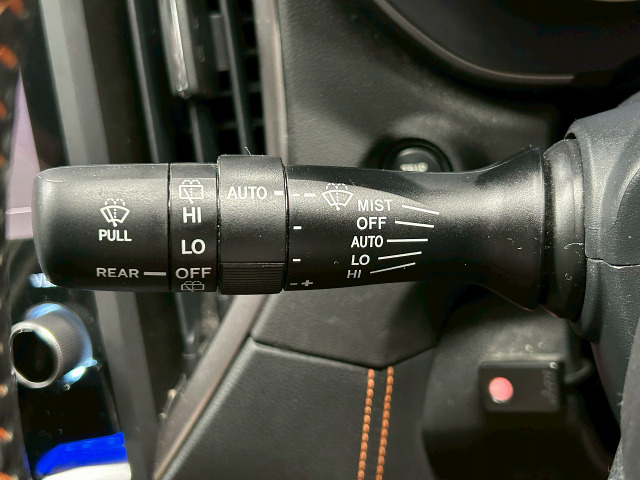 PULL
REAR
HI
LO
OFF
AUTO
- +
MIST
OFF
AUTO
LO
HI